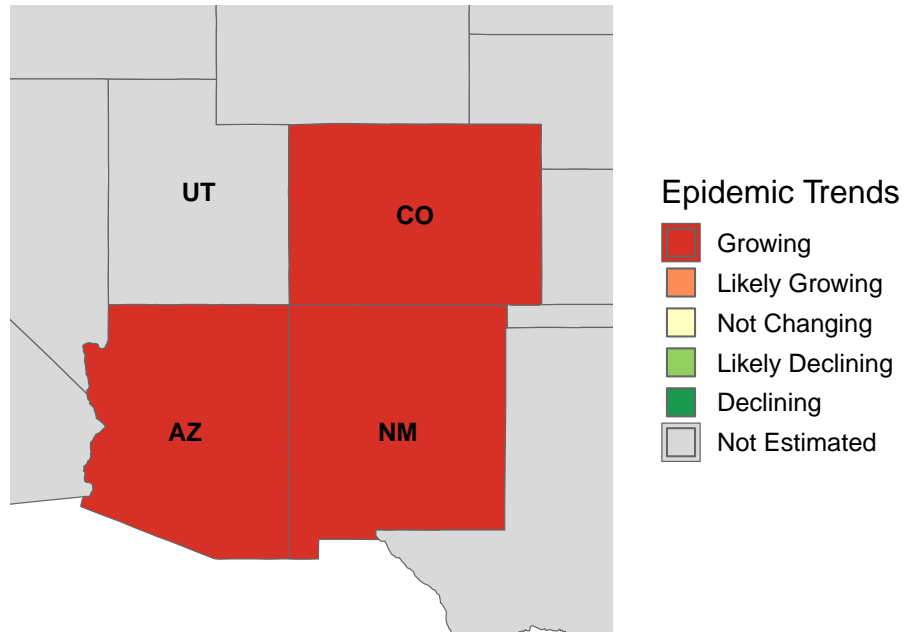 UT
CO
AZ
NM
Epidemic Trends
Growing
Likely Growing
Not Changing
Likely Declining
Declining
Not Estimated